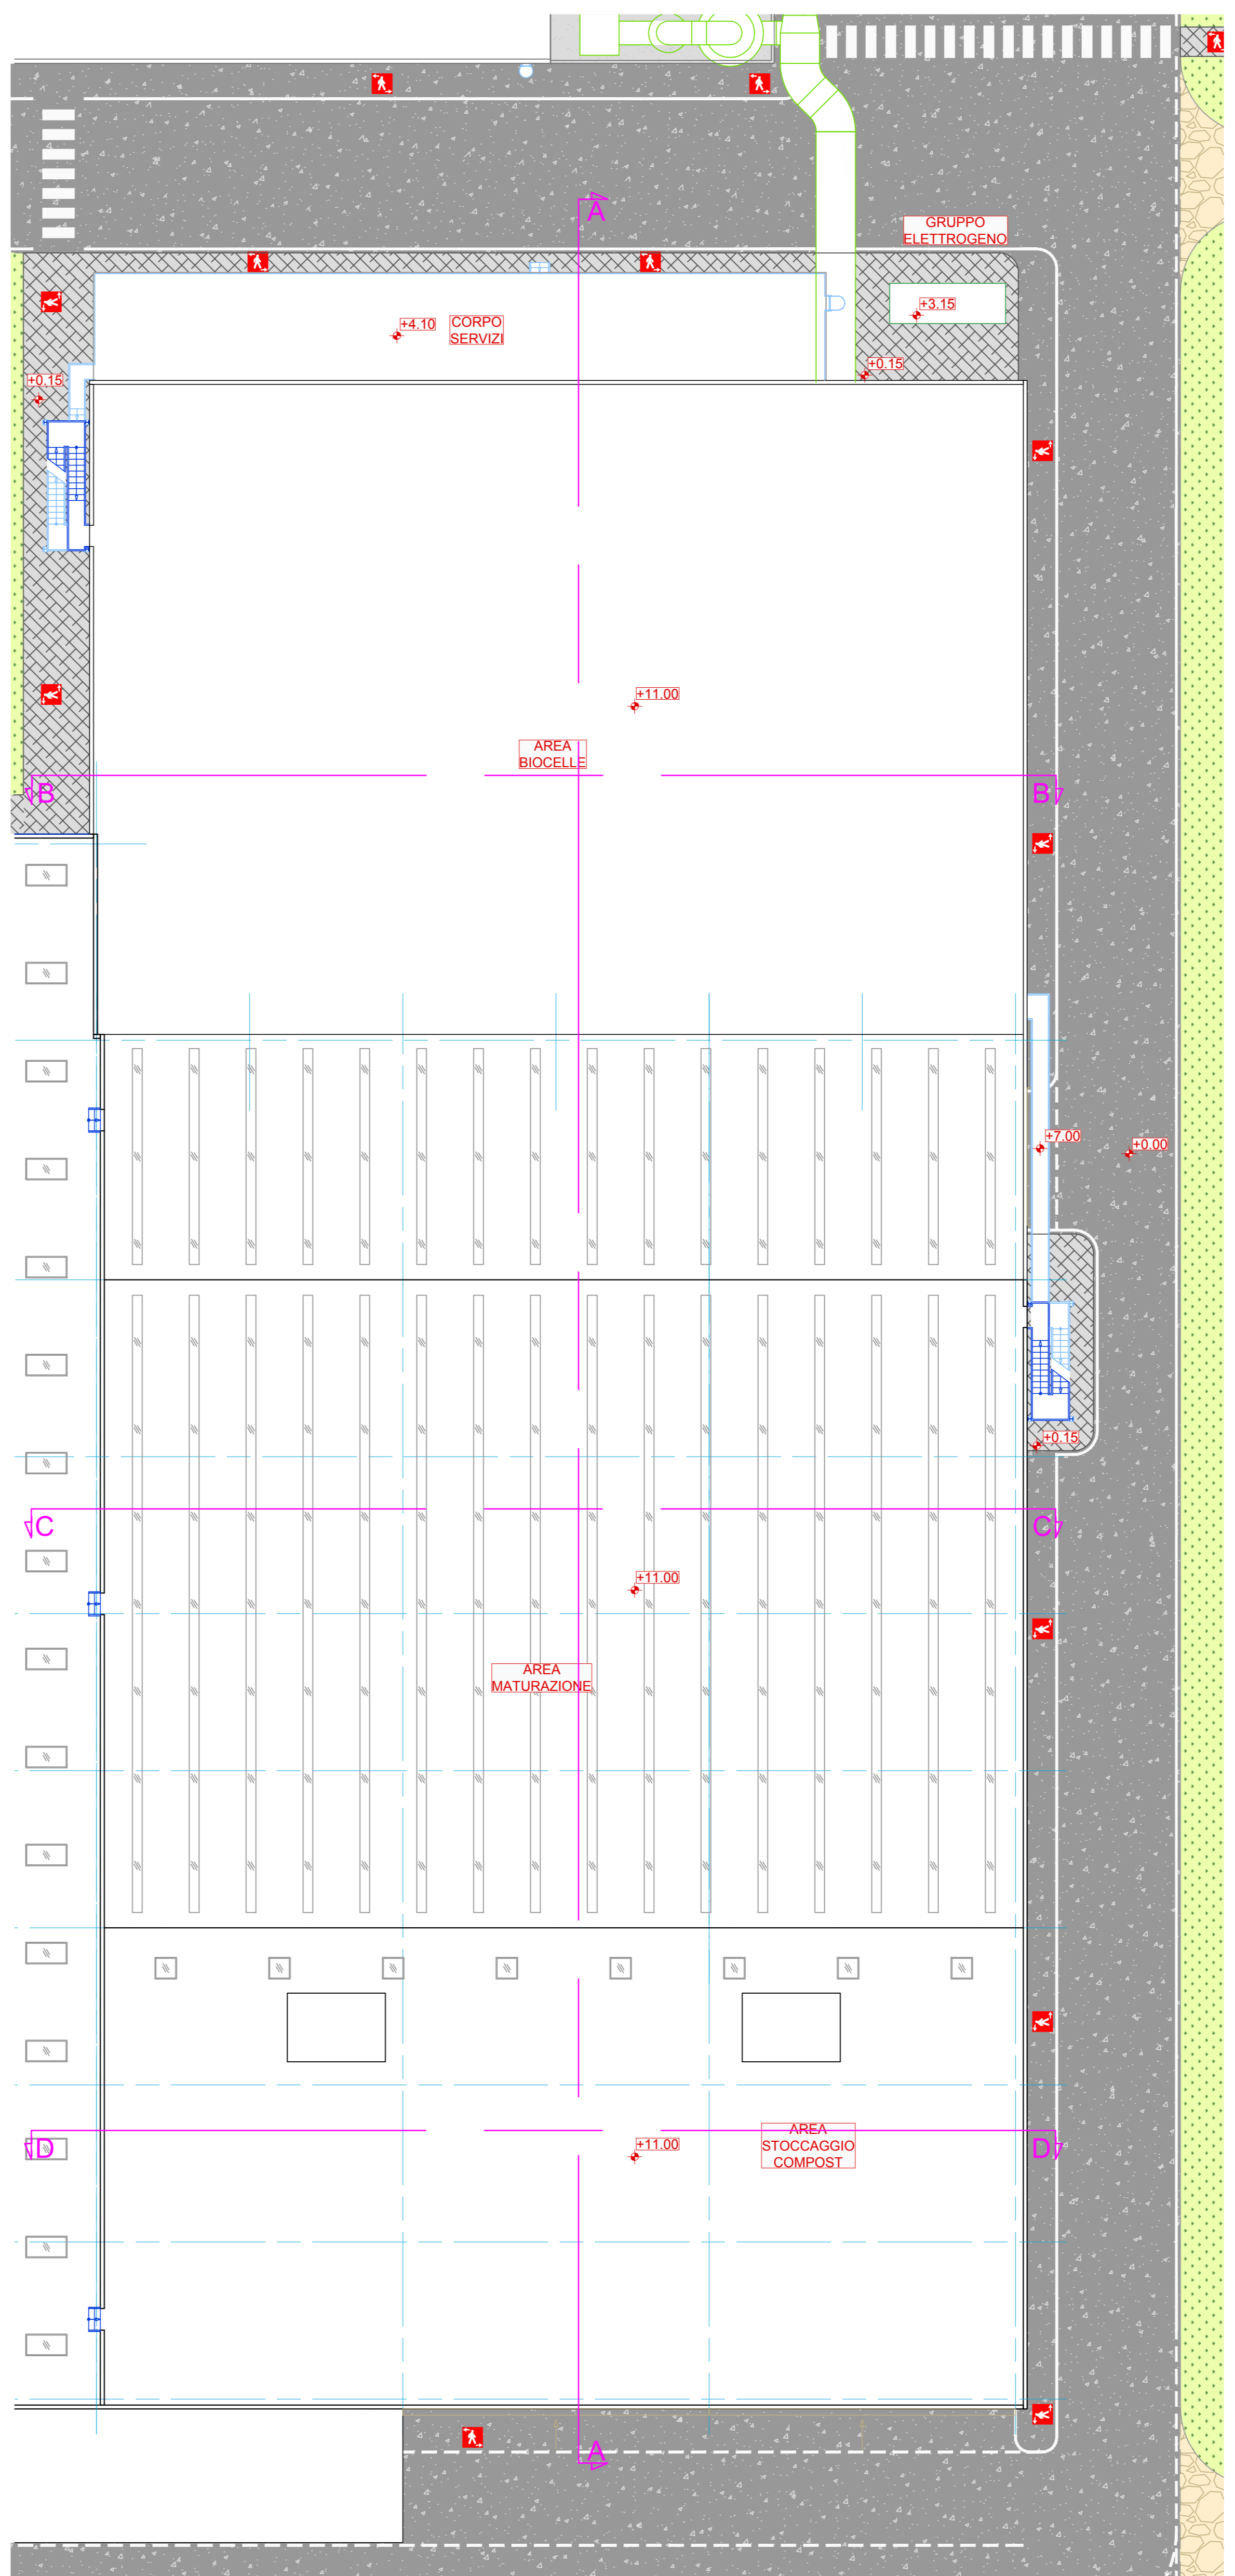 A
GRUPPO
ELETTROGENO
+3.15
+4.10
CORPO
SERVIZI
+0.15
+0.15
+11.00
AREA
BIOCELLE
B
B
+7.00
+0.00
+0.15
C
C
+11.00
AREA
MATURAZIONE
AREA
STOCCAGGIO
COMPOST
+11.00
D
D
A